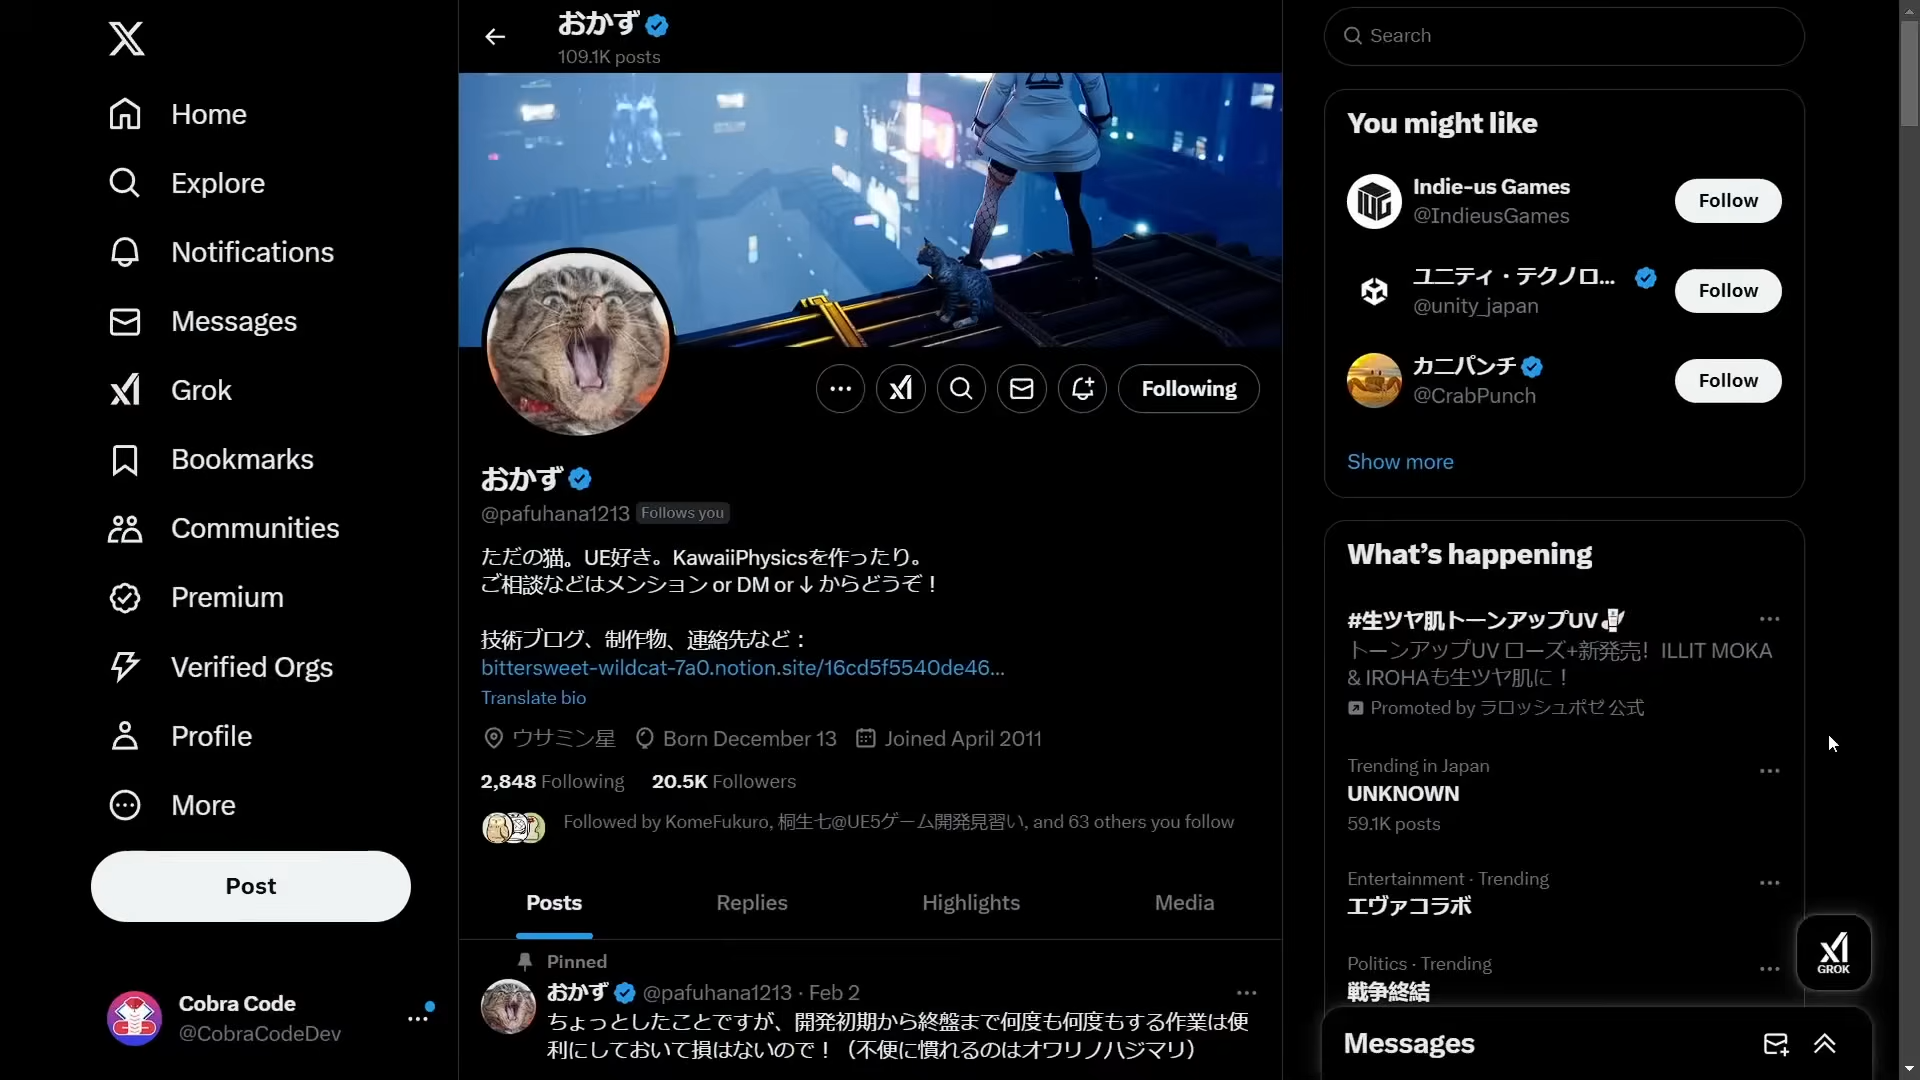 Home
Explore
Notifications
Messages
Grok
Bookmarks
Communities
Premium
Verified Orgs
Profile
More
Post
Cobra Code
@CobraCodeDev
おかず
109.1K posts
Following
おかず
@pafuhana1213 Follows you
ただの猫。UE好き。KawaiiPhysicsを作ったり。
ご相談などはメンション or DM or ↓ からどうぞ！
技術ブログ、制作物、連絡先など：
bittersweet-wildcat-7a0.notion.site/16cd5f5540de46...
Translate bio
ウサミン星 Born December 13 Joined April 2011
2,848 Following 20.5K Followers
Followed by KomeFukuro, 桐生七@UE5ゲーム開発見習い, and 63 others you follow
Posts Replies Highlights Media
Pinned
おかず @pafuhana1213 · Feb 2
ちょっとしたことですが、開発初期から終盤まで何度も何度もする作業は便
利にしておいて損はないので！（不便に慣れるのはオワリノハジマリ）
Search
You might like
Indie-us Games
@IndieusGames
Follow
ユニティ・テクノロ...
@unity_japan
Follow
カニパンチ
@CrabPunch
Follow
Show more
What's happening
#生ツヤ肌トーンアップUV
トーンアップUV ローズ+新発売！ILLIT MOKA
& IROHAも生ツヤ肌に！
Promoted by ラロッシュポゼ 公式
Trending in Japan
UNKNOWN
59.1K posts
Entertainment · Trending
エヴァコラボ
Politics · Trending
戦争終結
GROK
Messages